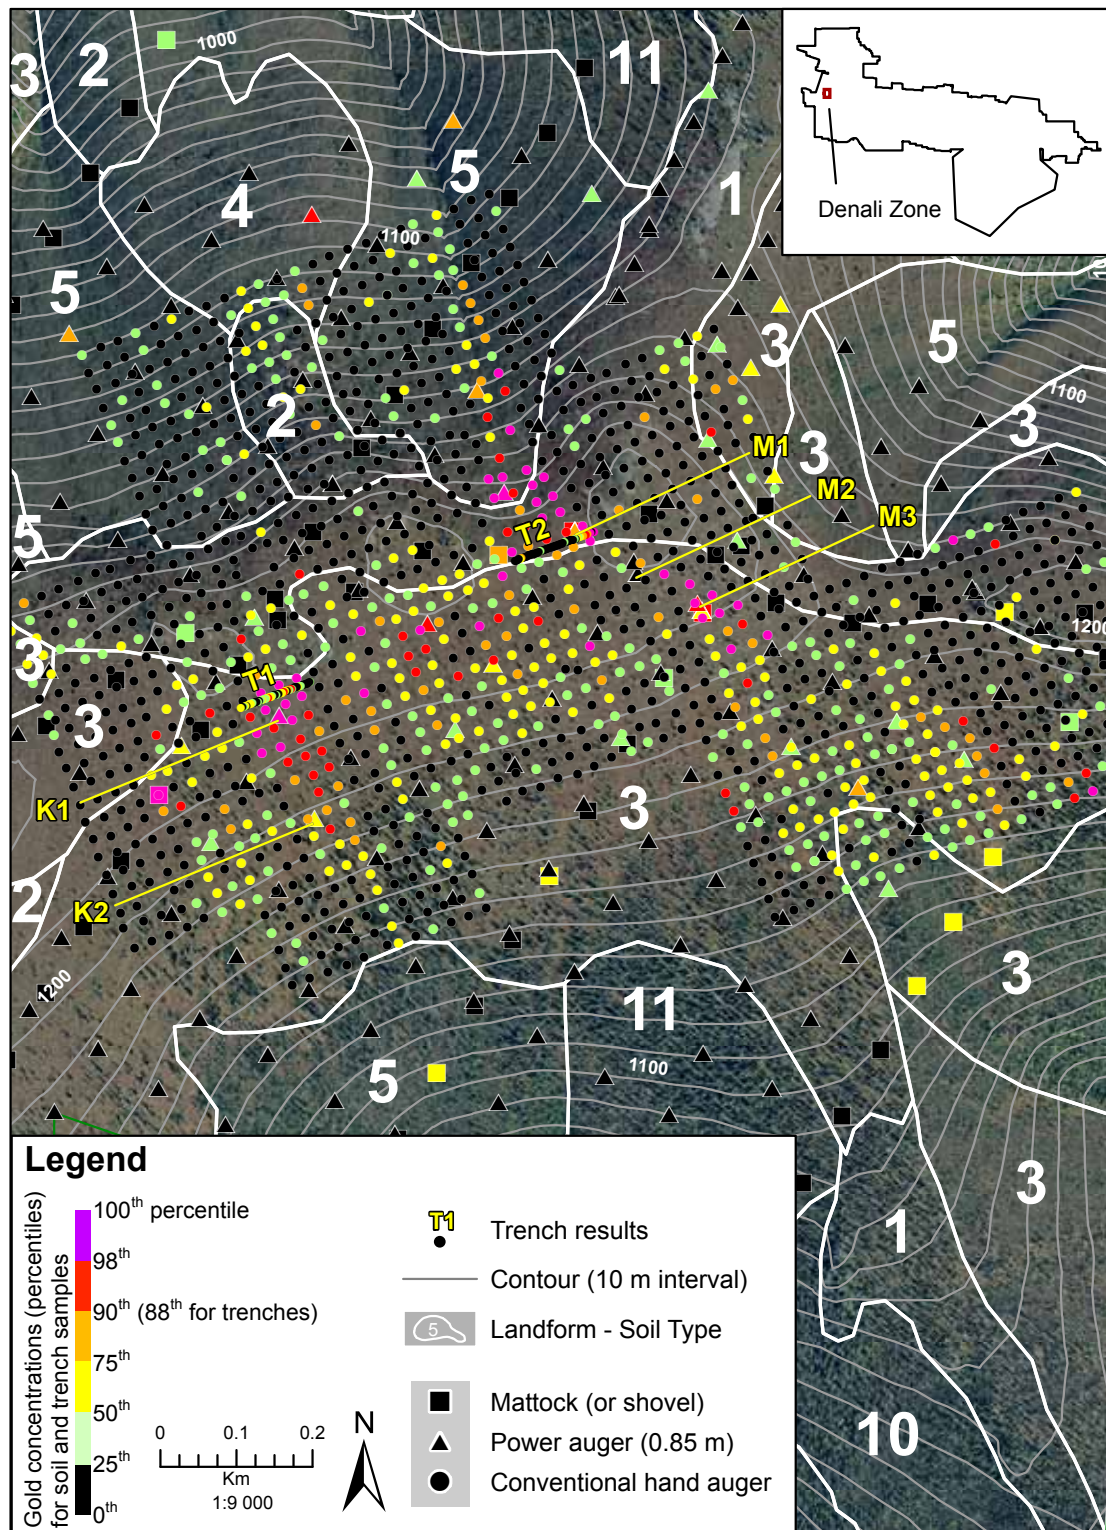 1000
2
3
11
5
4
1100
1
Denali Zone
5
3
5
1100
3
2
3
M1
M2
M3
T2
5
T1
1200
3
3
K1
3
2
K2
1200
11
3
5
1100
3
1
10
Legend
Gold concentrations (percentiles)
for soil and trench samples
100th percentile
98th
90th (88th for trenches)
75th
50th
25th
0th
0 0.1 0.2
Km
1:9 000
N
T1
Trench results
Contour (10 m interval)
5
Landform - Soil Type
Mattock (or shovel)
Power auger (0.85 m)
Conventional hand auger